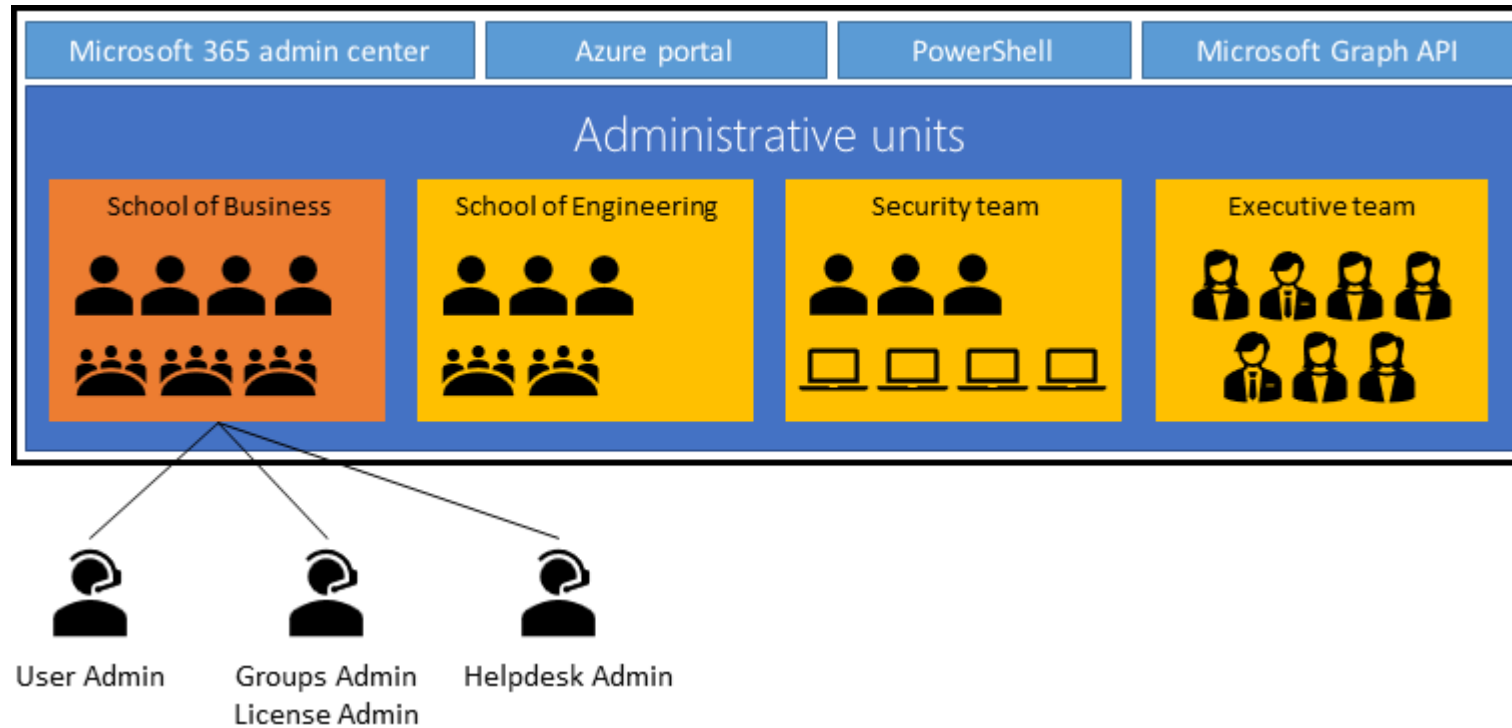 Microsoft 365 admin center
Azure portal
PowerShell
Microsoft Graph API
Administrative units
School of Business
School of Engineering
Security team
Executive team
User Admin
Groups Admin
License Admin
Helpdesk Admin